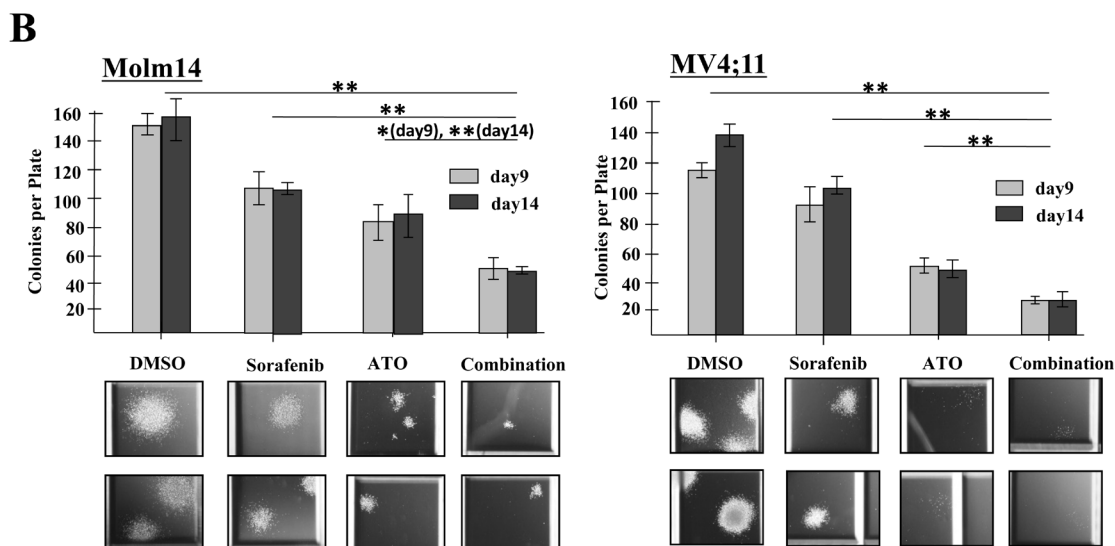 B
Molm14
**
**
*(day9), **(day14)
Colonies per Plate
160
140
120
100
80
60
40
20
day9
day14
DMSO Sorafenib ATO Combination
MV4;11
**
**
**
Colonies per Plate
160
140
120
100
80
60
40
20
day9
day14
DMSO Sorafenib ATO Combination